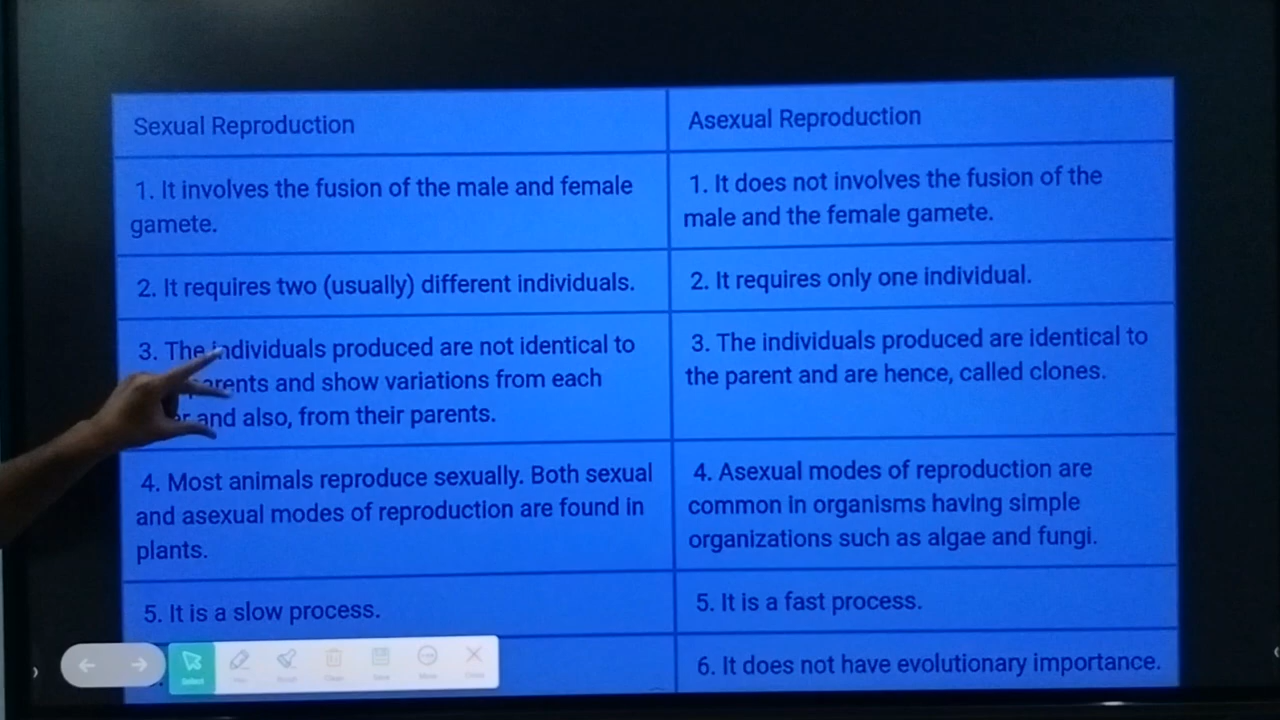 Sexual Reproduction
Asexual Reproduction
1. It involves the fusion of the male and female
gamete.
1. It does not involves the fusion of the
male and the female gamete.
2. It requires two (usually) different individuals.
2. It requires only one individual.
3. The individuals produced are not identical to
and show variations from each
and also, from their parents.
3. The individuals produced are identical to
the parent and are hence, called clones.
4. Most animals reproduce sexually. Both sexual
and asexual modes of reproduction are found in
plants.
4. Asexual modes of reproduction are
common in organisms having simple
organizations such as algae and fungi.
5. It is a slow process.
5. It is a fast process.
6. It does not have evolutionary importance.
Select